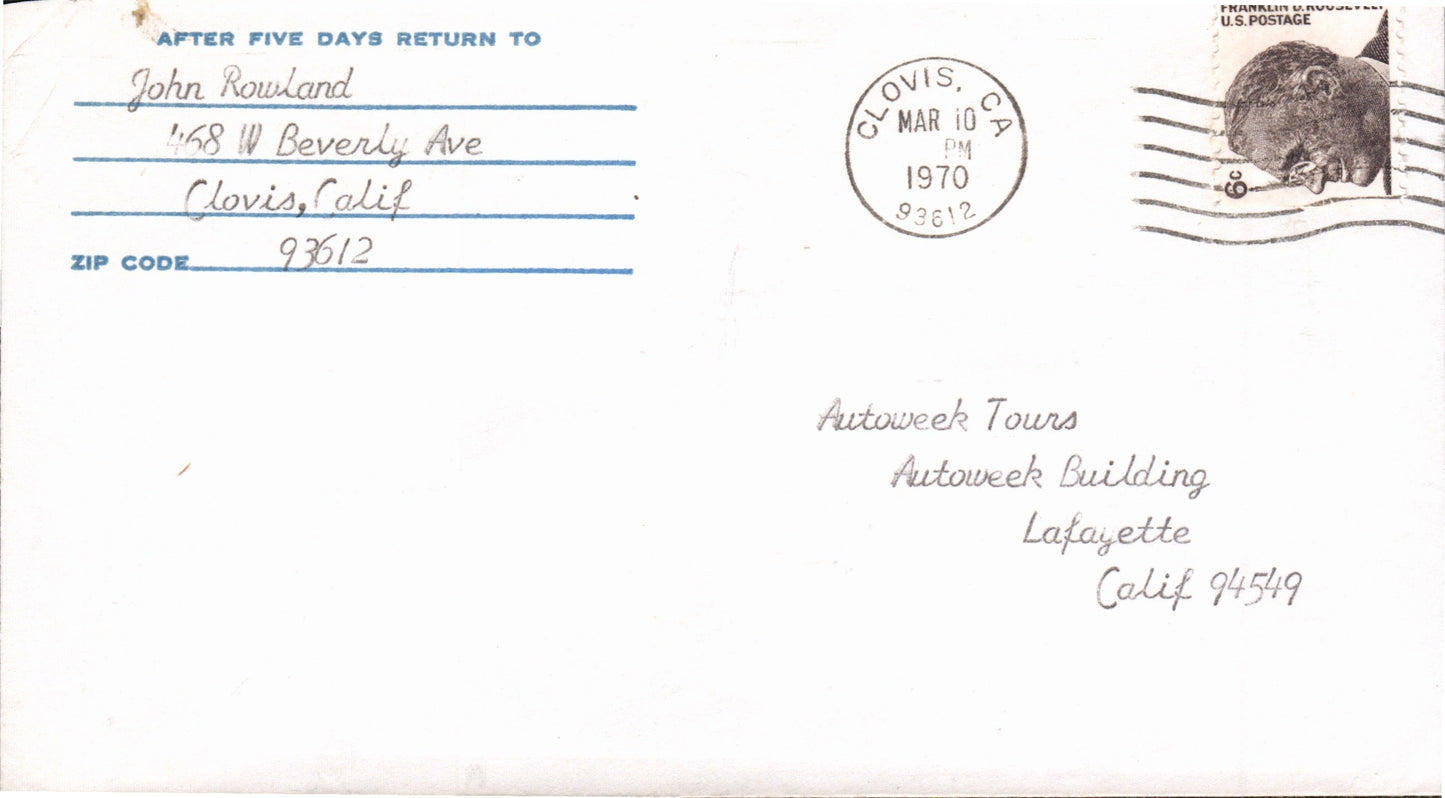 AFTER FIVE DAYS RETURN TO
John Rowland
468 W Beverly Ave
Clovis, Calif
ZIP CODE 93612
CLOVIS, CA
MAR 10
PM
1970
93612
FRANKLIN D. ROOSEVELT
U.S. POSTAGE
6c
Autoweek Tours
Autoweek Building
Lafayette
Calif 94549